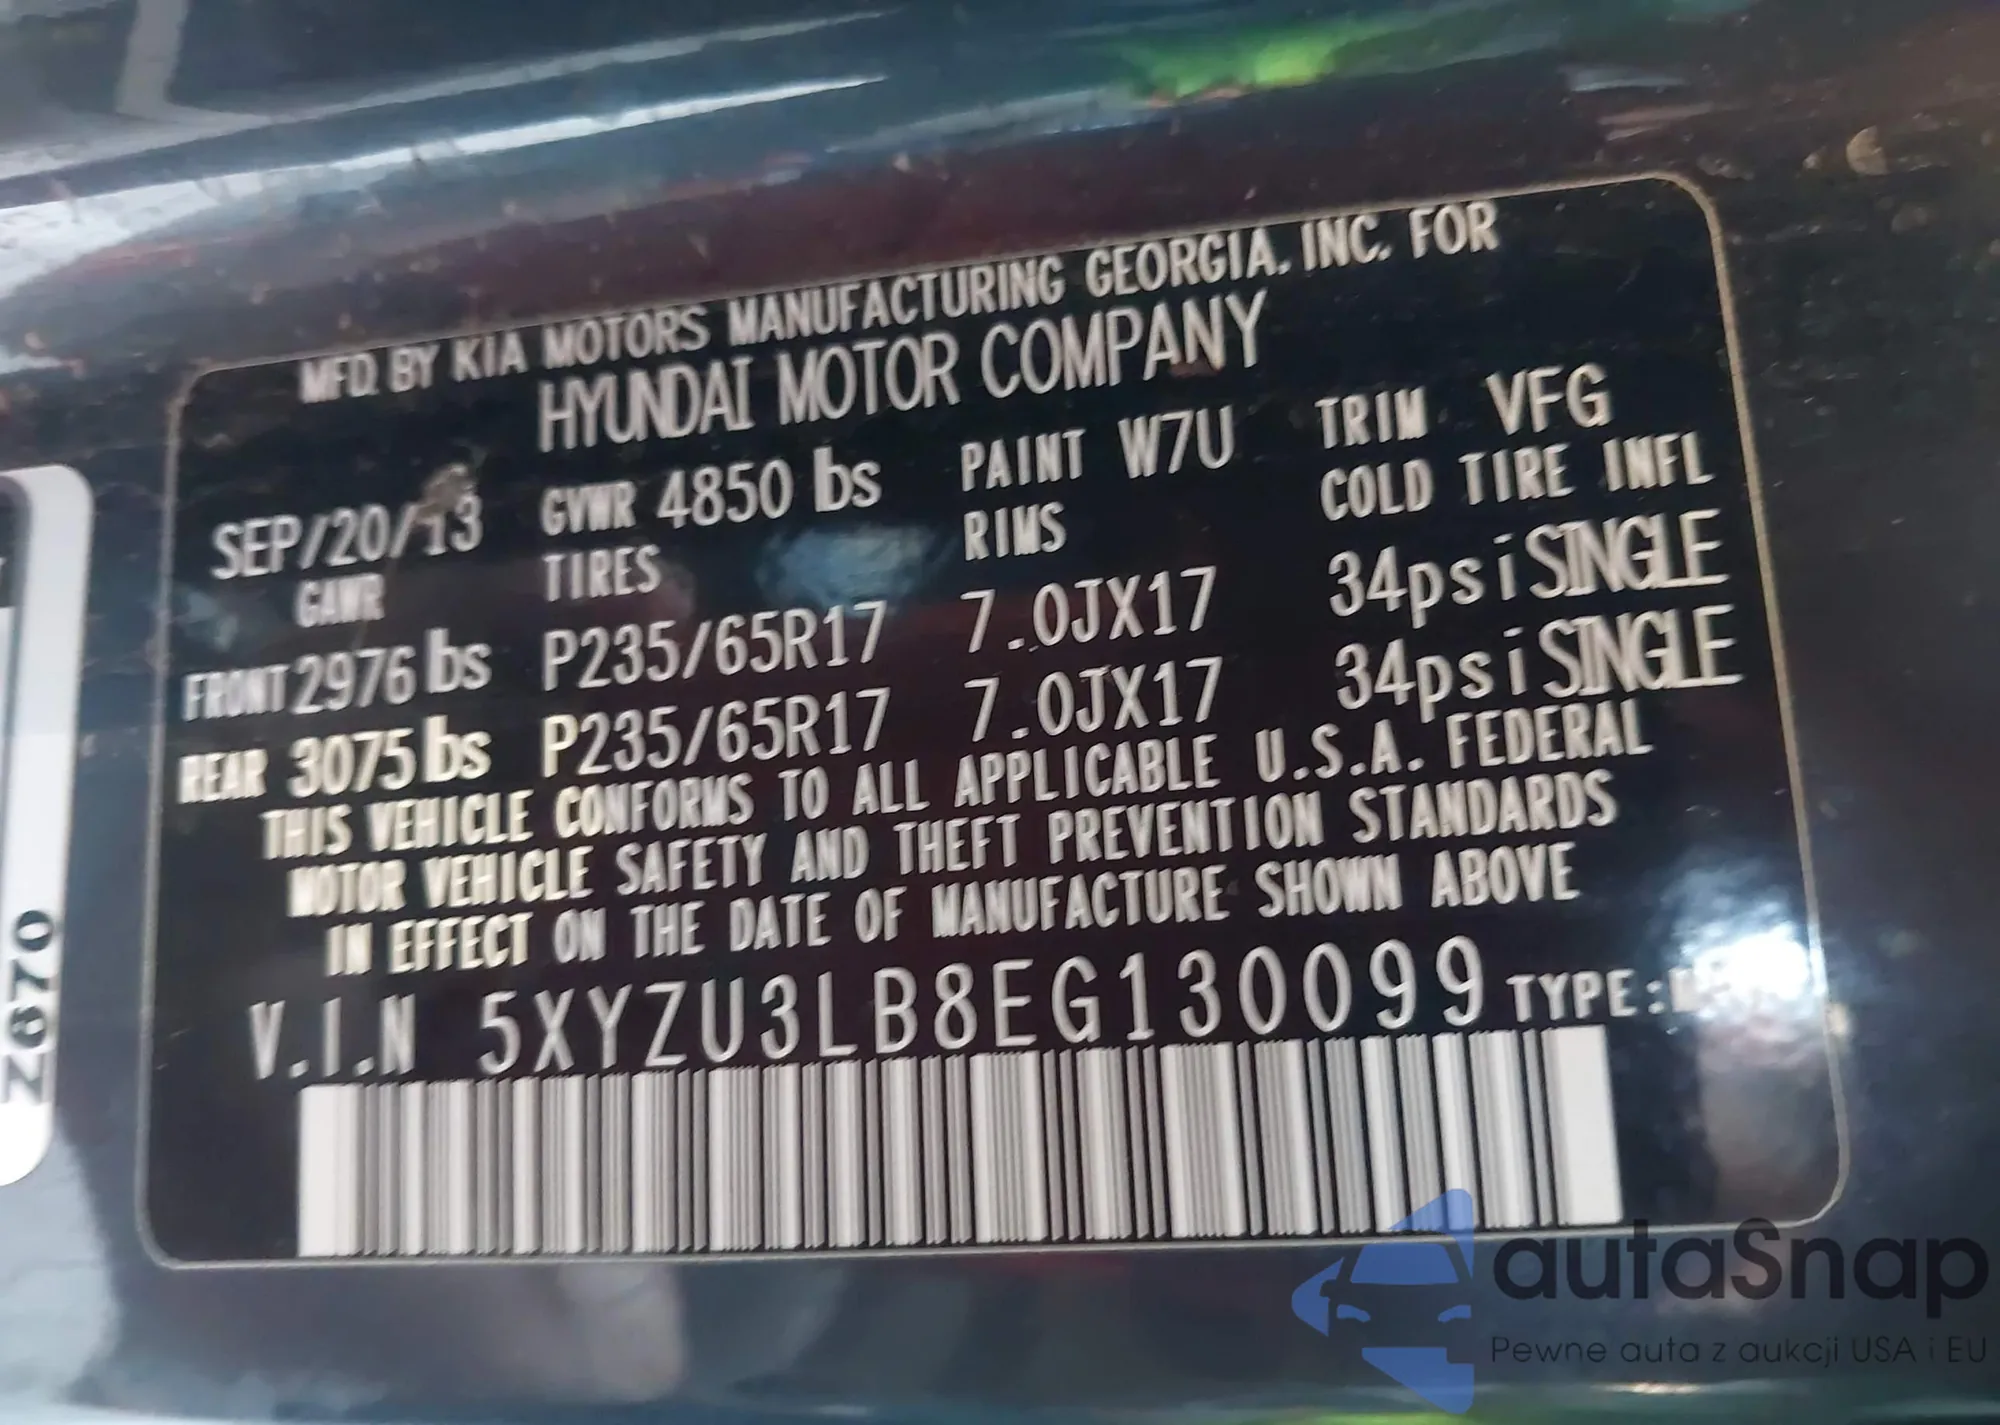 MFD. BY KIA MOTORS MANUFACTURING GEORGIA, INC. FOR
HYUNDAI MOTOR COMPANY
SEP/20/13 GVWR 4850 lbs PAINT W7U TRIM VFG
GAWR TIRES RIMS COLD TIRE INFL
FRONT 2976 lbs P235/65R17 7.0JX17 34psi SINGLE
REAR 3075 lbs P235/65R17 7.0JX17 34psi SINGLE
THIS VEHICLE CONFORMS TO ALL APPLICABLE U.S.A. FEDERAL
MOTOR VEHICLE SAFETY AND THEFT PREVENTION STANDARDS
IN EFFECT ON THE DATE OF MANUFACTURE SHOWN ABOVE
V.I.N 5XYZU3LB8EG130099 TYPE:
Z670
autaSnap
Pewne auta z aukcji USA i EU